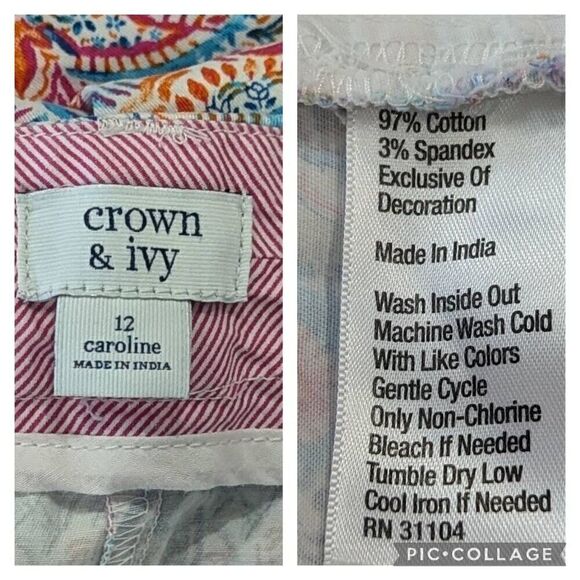 crown
& ivy
12
caroline
MADE IN INDIA
97% Cotton
3% Spandex
Exclusive Of
Decoration
Made In India
Wash Inside Out
Machine Wash Cold
With Like Colors
Gentle Cycle
Only Non-Chlorine
Bleach If Needed
Tumble Dry Low
Cool Iron If Needed
RN 31104
PIC•COLLAGE